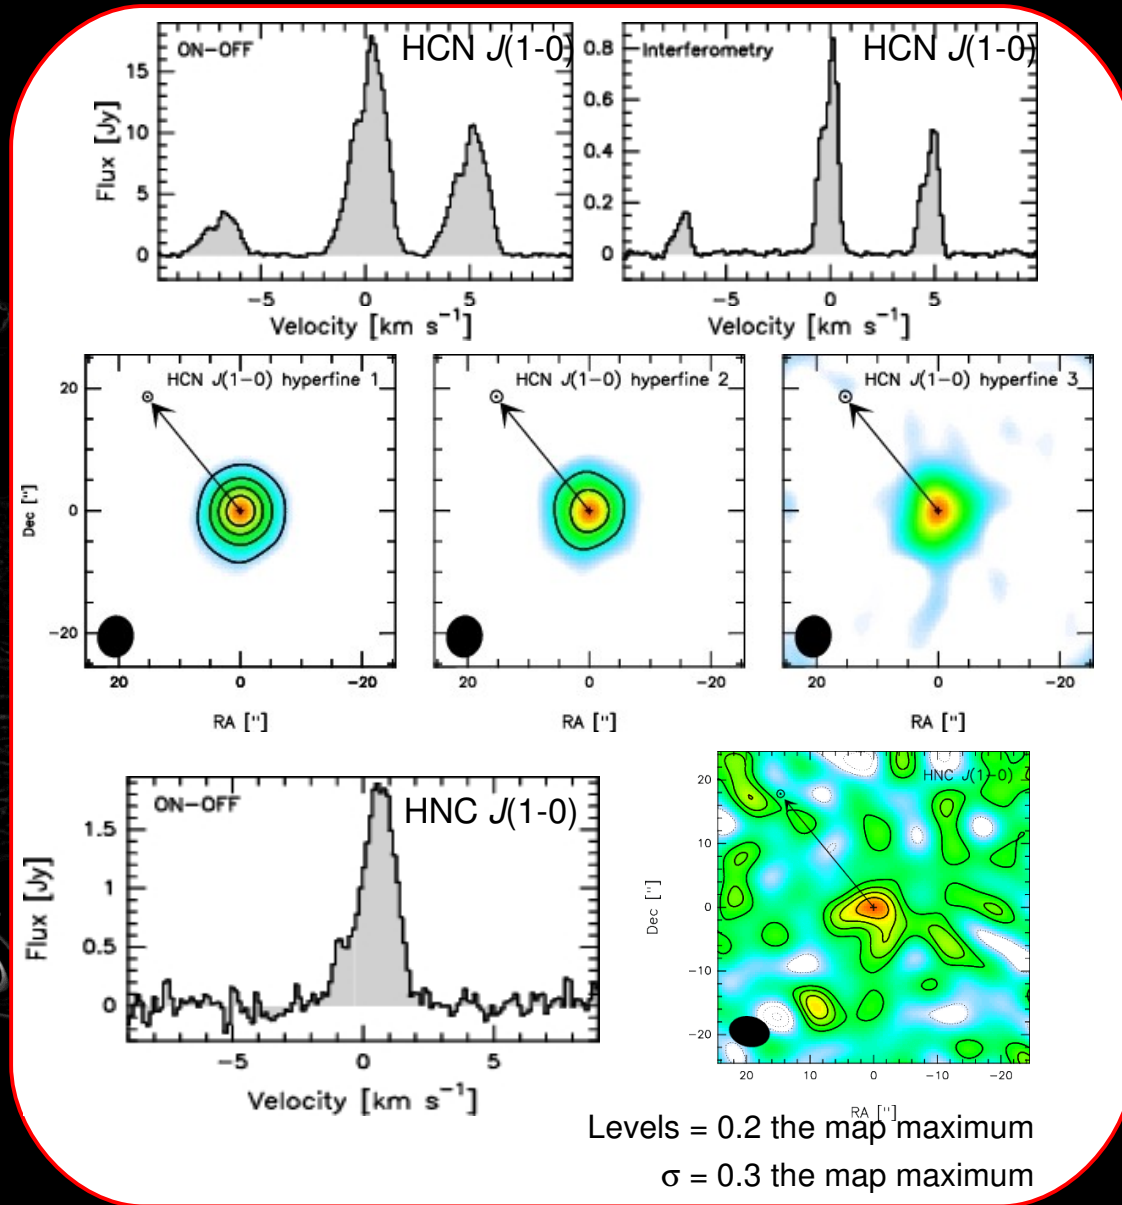 ON-OFF
HCN J(1-0)
15
10
5
0
Flux [Jy]
-5 0 5
Velocity [km s⁻¹]
Interferometry
HCN J(1-0)
0.8
0.6
0.4
0.2
0
-5 0 5
Velocity [km s⁻¹]
HCN J(1-0) hyperfine 1
20
0
-20
Dec ["]
20 0 -20
RA ["]
HCN J(1-0) hyperfine 2
20 0 -20
RA ["]
HCN J(1-0) hyperfine 3
20 0 -20
RA ["]
ON-OFF
HNC J(1-0)
1.5
1
0.5
0
Flux [Jy]
-5 0 5
Velocity [km s⁻¹]
HNC J(1-0)
20
10
0
-10
-20
Dec ["]
20 10 0 -10 -20
RA ["]
Levels = 0.2 the map maximum
σ = 0.3 the map maximum